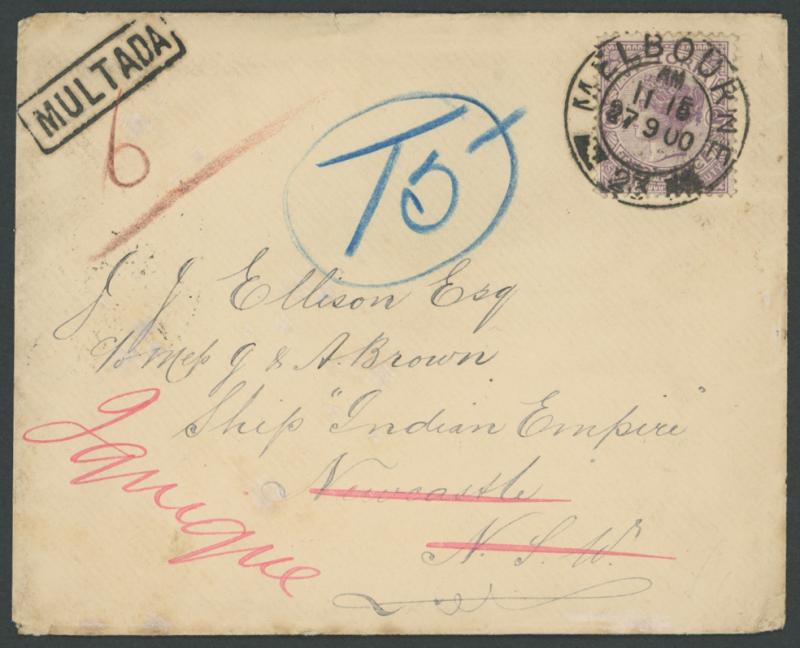 MULTADA
6
T5
MELBOURNE
AM
11 15
27 9 00
23
J J Ellison Esq
c/o Mess G & A. Brown
Ship "Indian Empire"
Newcastle
N. S. W.
Iquique